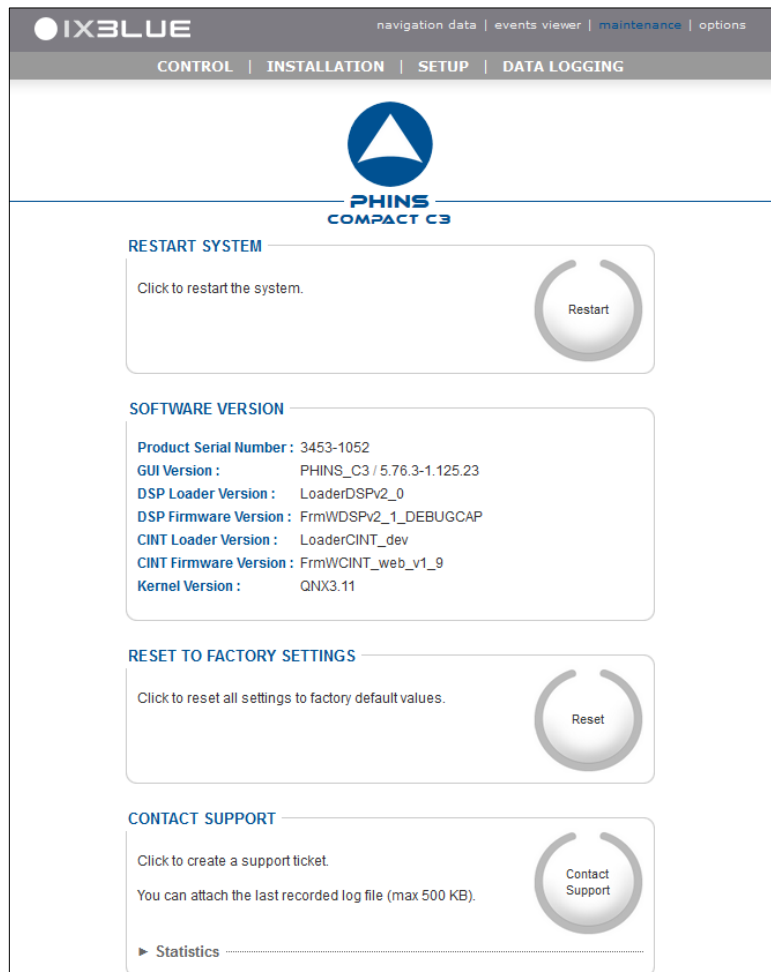 IXBLUE
navigation data | events viewer | maintenance | options
CONTROL | INSTALLATION | SETUP | DATA LOGGING
PHINS
COMPACT C3
RESTART SYSTEM
Click to restart the system.
Restart
SOFTWARE VERSION
Product Serial Number : 3453-1052
GUI Version : PHINS_C3 / 5.76.3-1.125.23
DSP Loader Version : LoaderDSPv2_0
DSP Firmware Version : FrmWDSPv2_1_DEBUGCAP
CINT Loader Version : LoaderCINT_dev
CINT Firmware Version : FrmWCINT_web_v1_9
Kernel Version : QNX3.11
RESET TO FACTORY SETTINGS
Click to reset all settings to factory default values.
Reset
CONTACT SUPPORT
Click to create a support ticket.
You can attach the last recorded log file (max 500 KB).
Contact
Support
► Statistics